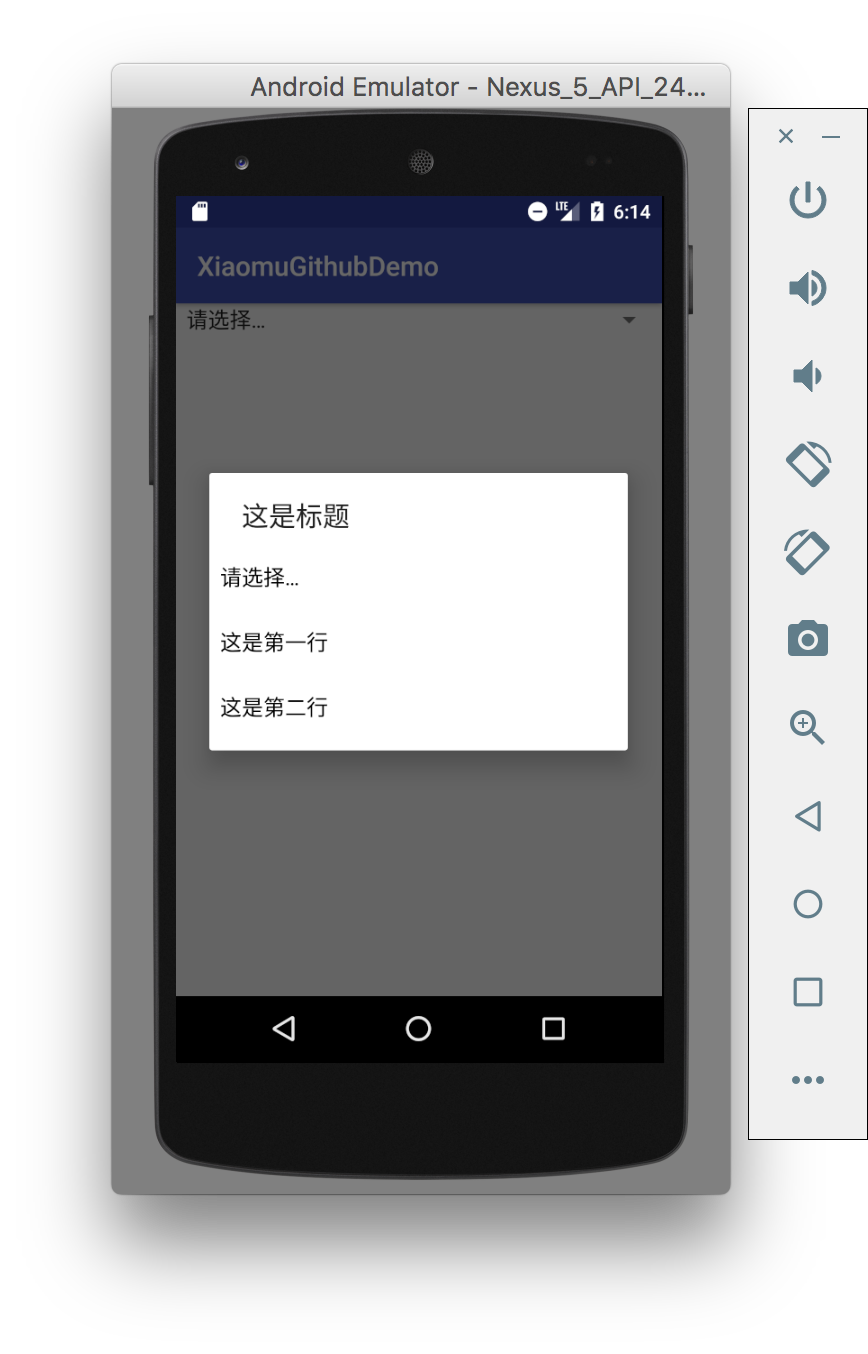 Android Emulator - Nexus_5_API_24...
LTE 6:14
XiaomuGithubDemo
请选择...
这是标题
请选择...
这是第一行
这是第二行